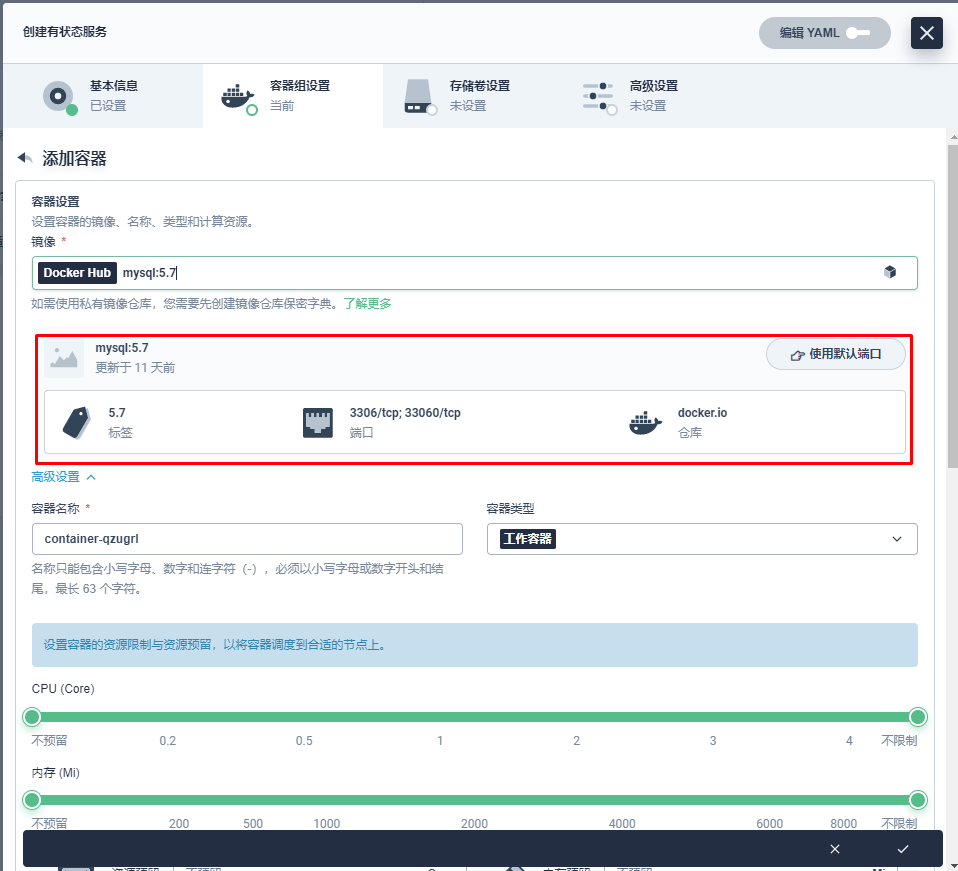 创建有状态服务
编辑 YAML
基本信息
已设置
容器组设置
当前
存储卷设置
未设置
高级设置
未设置
添加容器
容器设置
设置容器的镜像、名称、类型和计算资源。
镜像 *
Docker Hub mysql:5.7
如需使用私有镜像仓库，您需要先创建镜像仓库保密字典。了解更多
mysql:5.7
更新于 11 天前
使用默认端口
5.7
标签
3306/tcp; 33060/tcp
端口
docker.io
仓库
高级设置
容器名称 *
container-qzugrl
名称只能包含小写字母、数字和连字符（-），必须以小写字母或数字开头和结
尾，最长 63 个字符。
容器类型
工作容器
设置容器的资源限制与资源预留，以将容器调度到合适的节点上。
CPU (Core)
不预留 0.2 0.5 1 2 3 4 不限制
内存 (Mi)
不预留 200 500 1000 2000 4000 6000 8000 不限制